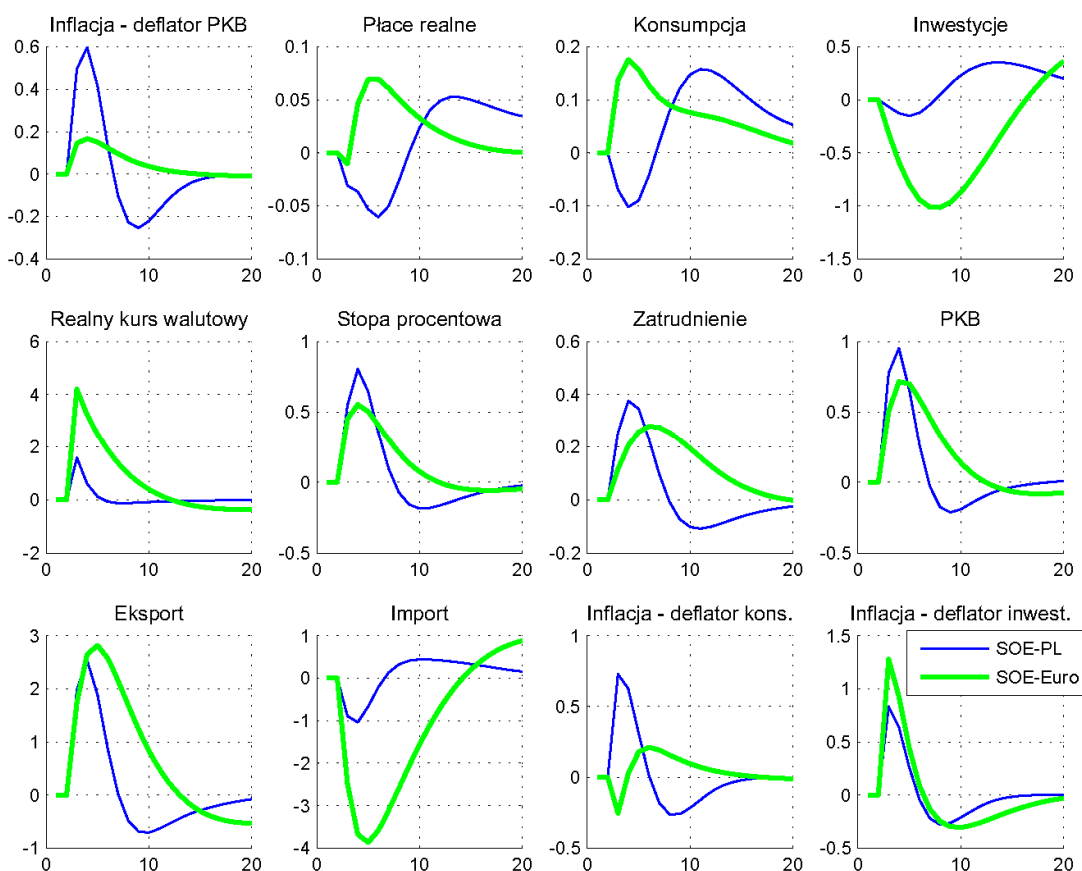 Inflacja - deflator PKB
Płace realne
Konsumpcja
Inwestycje
0.6
0.4
0.2
0
-0.2
-0.4
0 10 20
0.1
0.05
0
-0.05
-0.1
0 10 20
0.2
0.1
0
-0.1
-0.2
0 10 20
0.5
0
-0.5
-1
-1.5
0 10 20
Realny kurs walutowy
Stopa procentowa
Zatrudnienie
PKB
6
4
2
0
-2
0 10 20
1
0.5
0
-0.5
0 10 20
0.6
0.4
0.2
0
-0.2
0 10 20
1
0.5
0
-0.5
0 10 20
Eksport
Import
Inflacja - deflator kons.
Inflacja - deflator inwest.
3
2
1
0
-1
0 10 20
1
0
-1
-2
-3
-4
0 10 20
1
0.5
0
-0.5
0 10 20
1.5
1
0.5
0
-0.5
0 10 20
SOE-PL
SOE-Euro